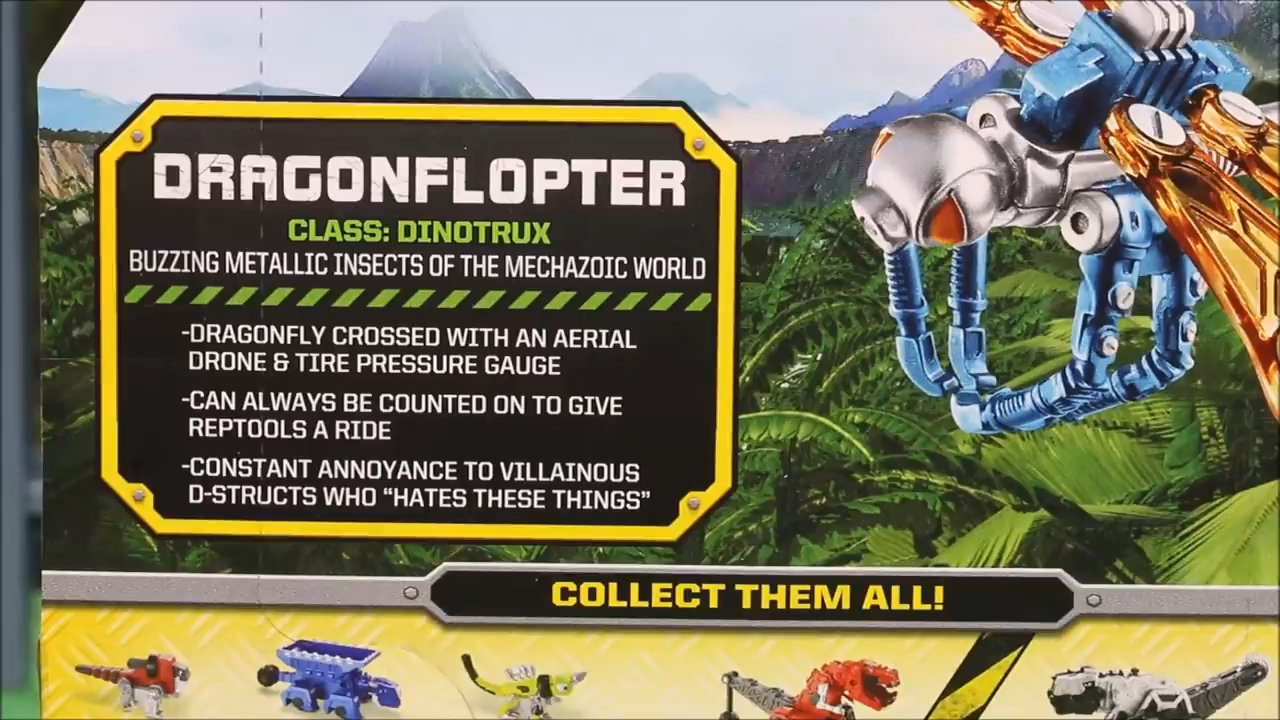 DRAGONFLOPTER
CLASS: DINOTRUX
BUZZING METALLIC INSECTS OF THE MECHAZOIC WORLD
-DRAGONFLY CROSSED WITH AN AERIAL
DRONE & TIRE PRESSURE GAUGE
-CAN ALWAYS BE COUNTED ON TO GIVE
REPTOOLS A RIDE
-CONSTANT ANNOYANCE TO VILLAINOUS
D-STRUCTS WHO “HATES THESE THINGS”
COLLECT THEM ALL!